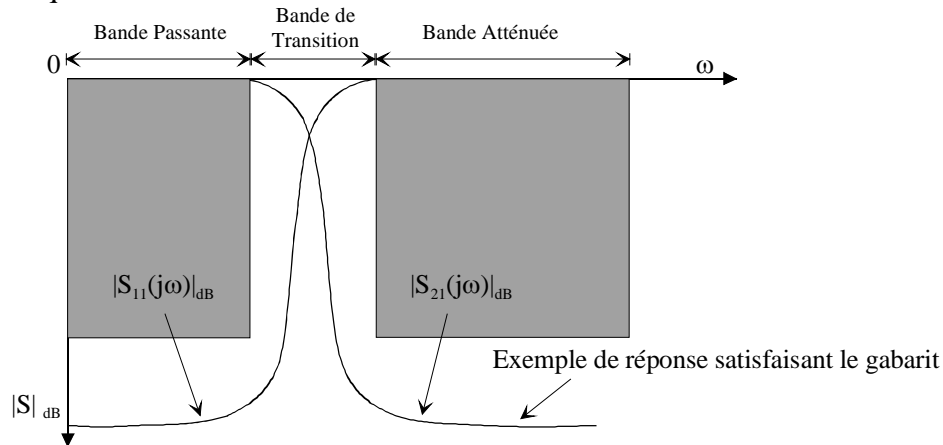 Bande Passante
Bande de
Transition
Bande Atténuée
0
ω
|S₁₁(jω)|dB
|S₂₁(jω)|dB
Exemple de réponse satisfaisant le gabarit
|S| dB